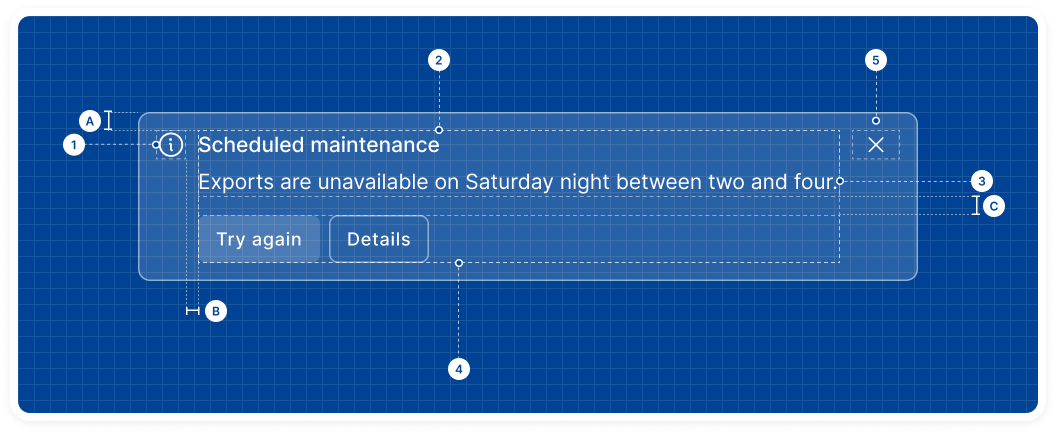 2
5
A
1
Scheduled maintenance
Exports are unavailable on Saturday night between two and four.
3
C
Try again
Details
B
4